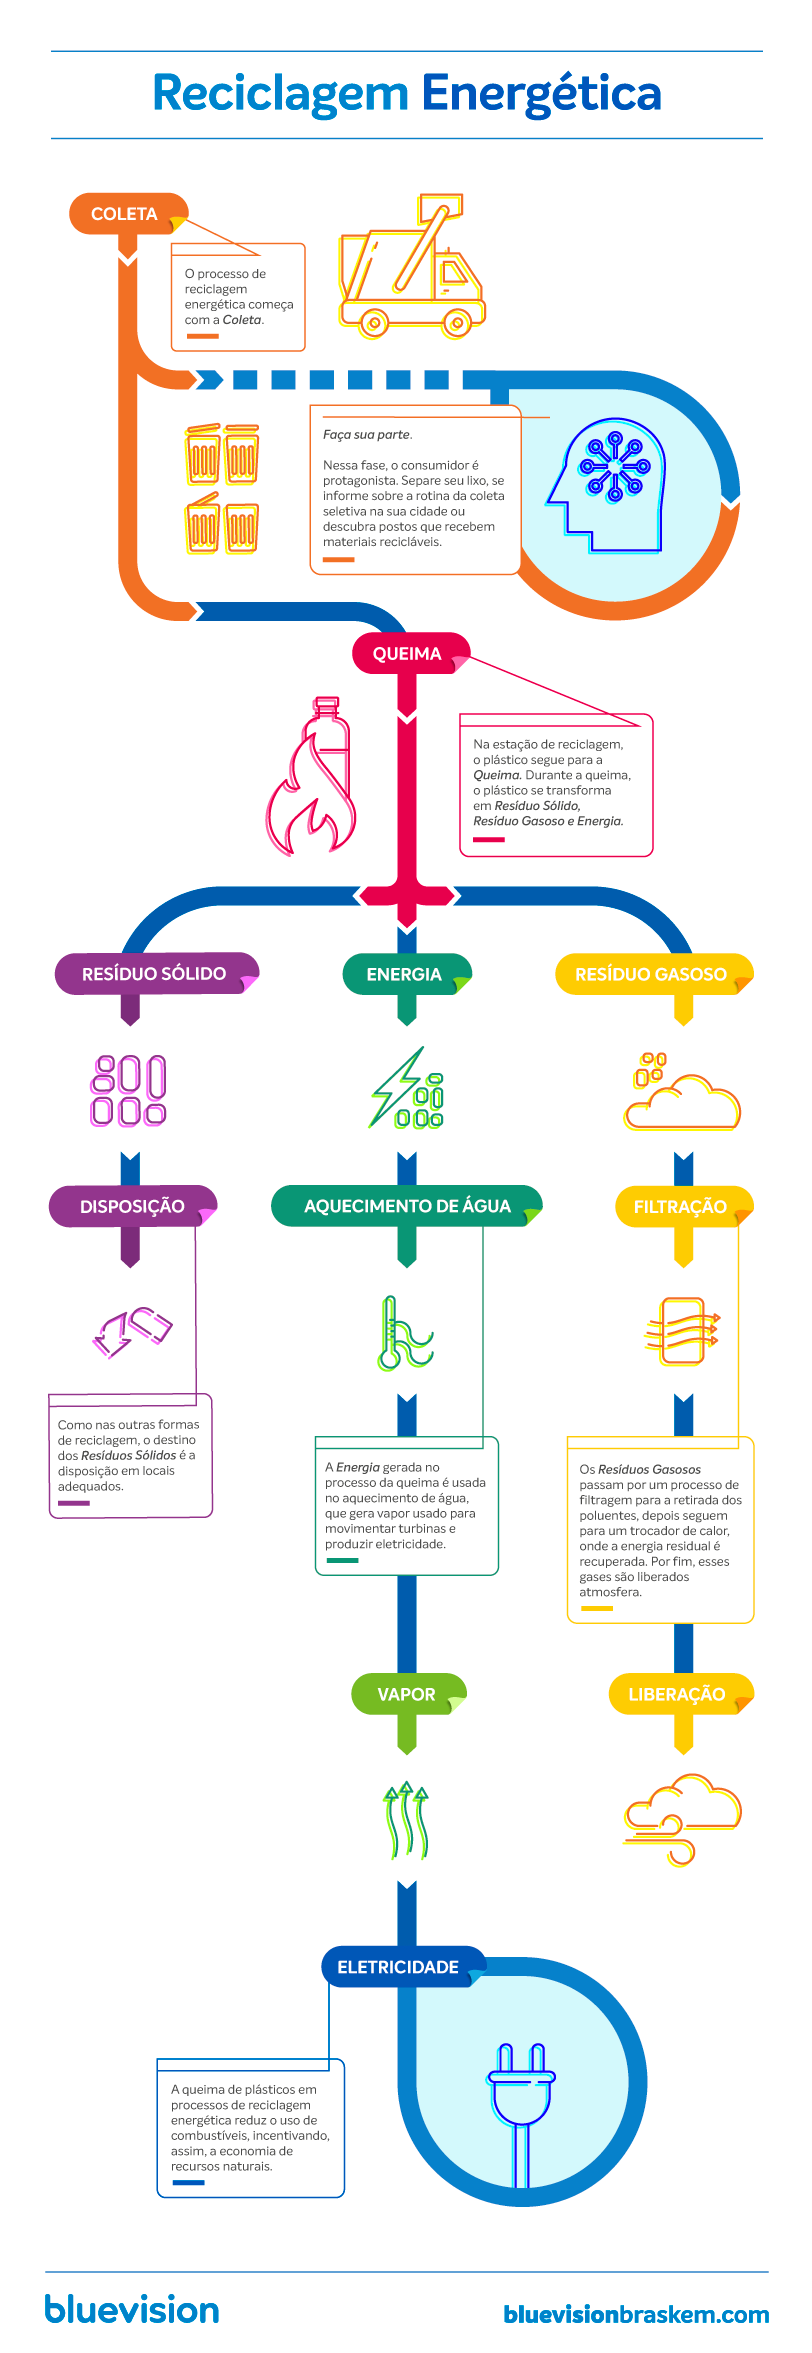 Reciclagem Energética
COLETA
O processo de
reciclagem
energética começa
com a Coleta.
Faça sua parte.
Nessa fase, o consumidor é
protagonista. Separe seu lixo, se
informe sobre a rotina da coleta
seletiva na sua cidade ou
descubra postos que recebem
materiais recicláveis.
QUEIMA
Na estação de reciclagem,
o plástico segue para a
Queima. Durante a queima,
o plástico se transforma
em Resíduo Sólido,
Resíduo Gasoso e Energia.
RESÍDUO SÓLIDO
ENERGIA
RESÍDUO GASOSO
DISPOSIÇÃO
AQUECIMENTO DE ÁGUA
FILTRAÇÃO
Como nas outras formas
de reciclagem, o destino
dos Resíduos Sólidos é a
disposição em locais
adequados.
A Energia gerada no
processo da queima é usada
no aquecimento de água,
que gera vapor usado para
movimentar turbinas e
produzir eletricidade.
Os Resíduos Gasosos
passam por um processo de
filtragem para a retirada dos
poluentes, depois seguem
para um trocador de calor,
onde a energia residual é
recuperada. Por fim, esses
gases são liberados
atmosfera.
VAPOR
LIBERAÇÃO
ELETRICIDADE
A queima de plásticos em
processos de reciclagem
energética reduz o uso de
combustíveis, incentivando,
assim, a economia de
recursos naturais.
bluevision
bluevisionbraskem.com